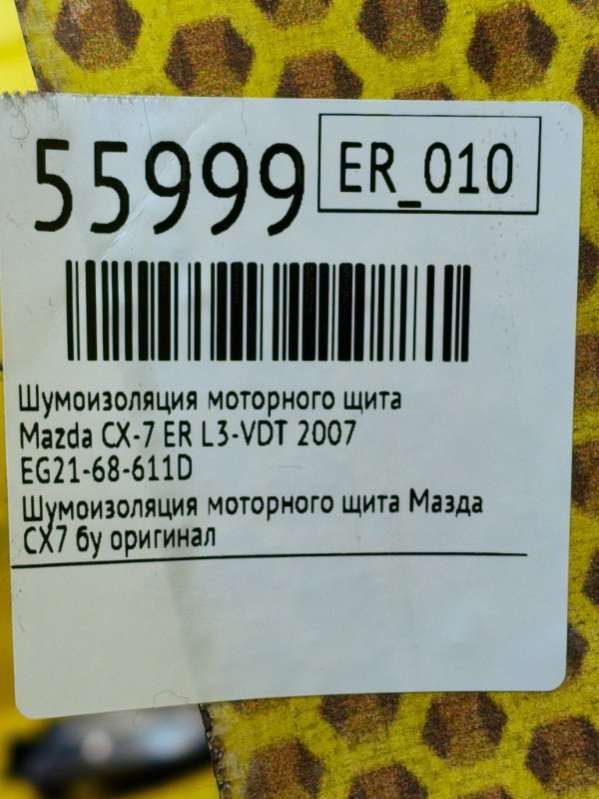 55999
ER_010
Шумоизоляция моторного щита
Mazda CX-7 ER L3-VDT 2007
EG21-68-611D
Шумоизоляция моторного щита Мазда
СХ7 бу оригинал